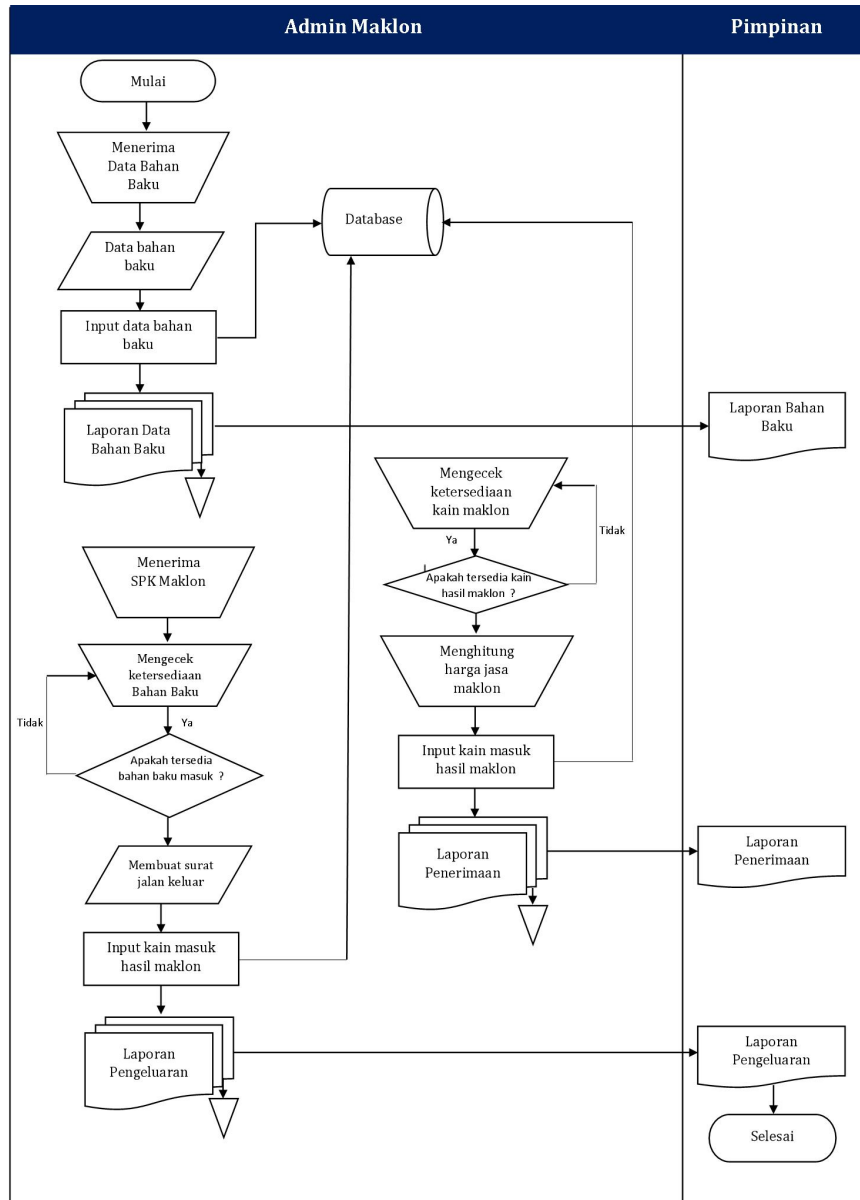 Admin Maklon
Pimpinan
Mulai
Menerima
Data Bahan
Baku
Data bahan
baku
Input data bahan
baku
Laporan Data
Bahan Baku
Database
Laporan Bahan
Baku
Menerima
SPK Maklon
Mengecek
ketersediaan
Bahan Baku
Tidak
Ya
Apakah tersedia
bahan baku masuk ?
Membuat surat
jalan keluar
Input kain masuk
hasil maklon
Laporan
Pengeluaran
Mengecek
ketersediaan
kain maklon
Tidak
Ya
Apakah tersedia kain
hasil maklon ?
Menghitung
harga jasa
maklon
Input kain masuk
hasil maklon
Laporan
Penerimaan
Laporan
Penerimaan
Laporan
Pengeluaran
Selesai